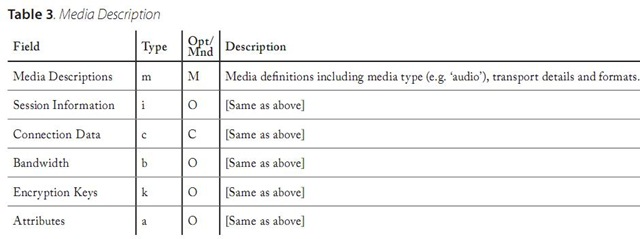 Table 3. Media Description
Field Type Opt/Mnd Description
Media Descriptions m M Media definitions including media type (e.g. ‘audio’), transport details and formats.
Session Information i O [Same as above]
Connection Data c C [Same as above]
Bandwidth b O [Same as above]
Encryption Keys k O [Same as above]
Attributes a O [Same as above]